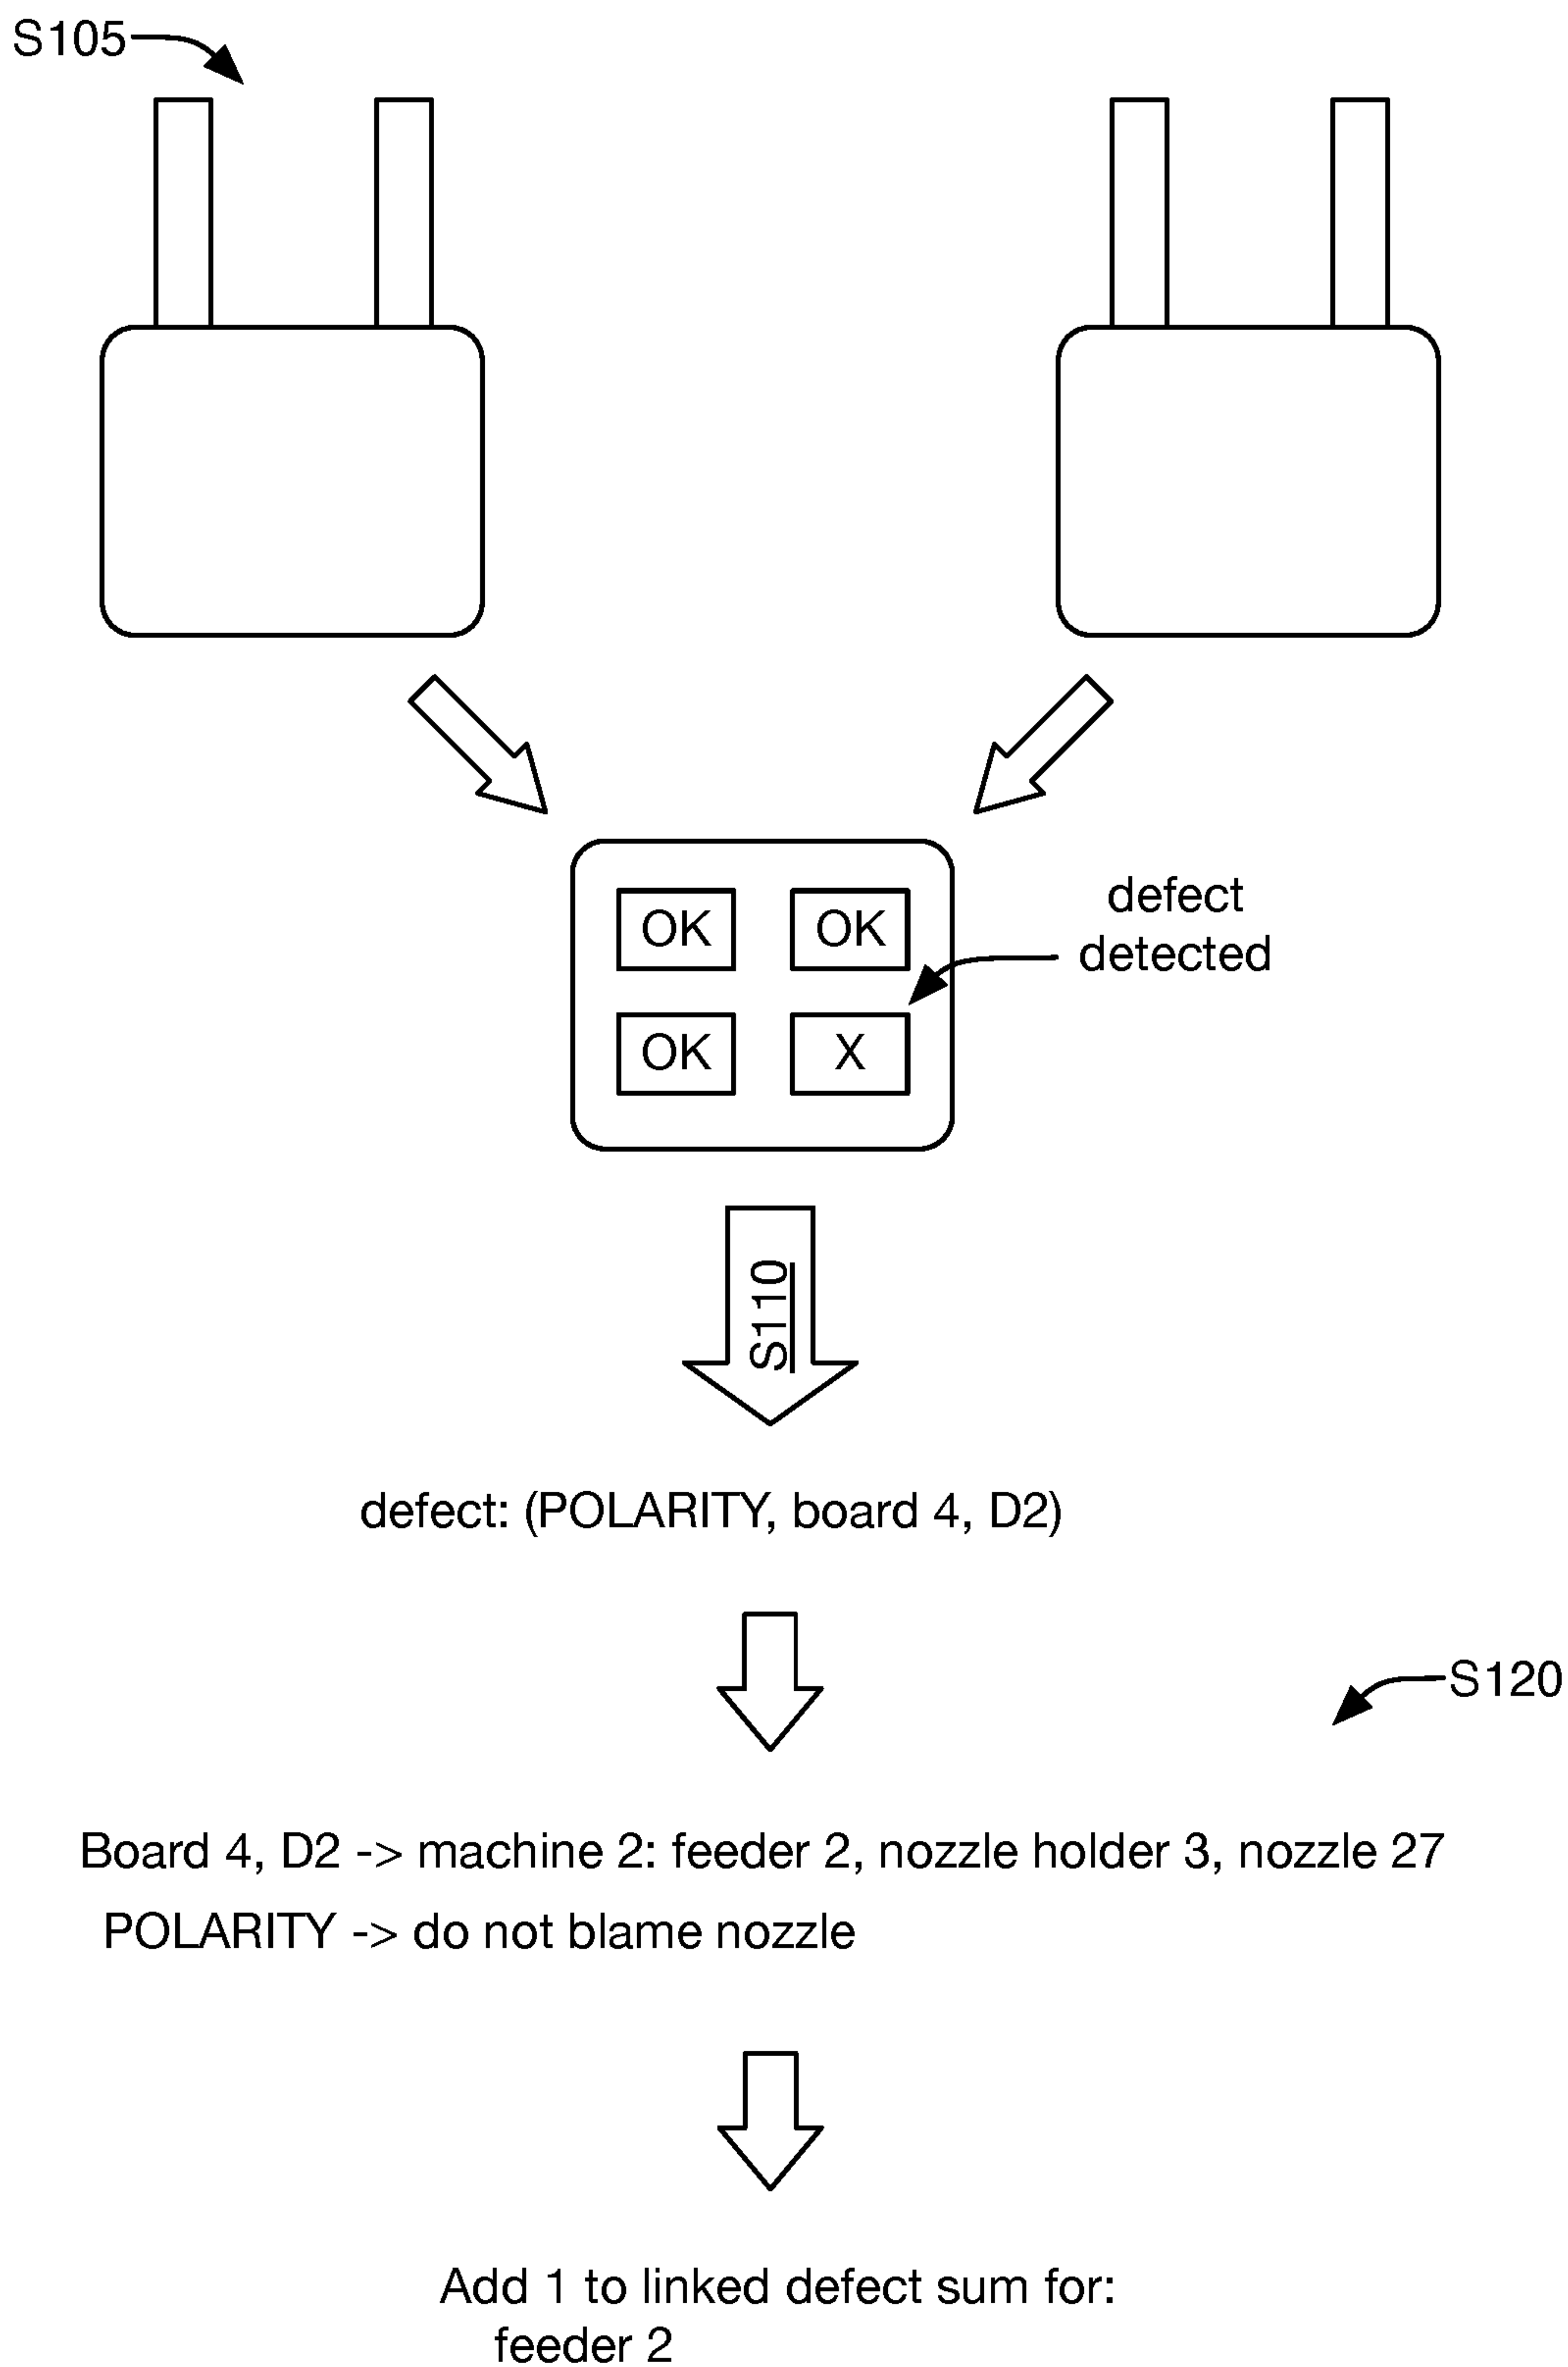 S105
OK OK
defect
detected
OK X
S110
defect: (POLARITY, board 4, D2)
S120
Board 4, D2 -> machine 2: feeder 2, nozzle holder 3, nozzle 27
POLARITY -> do not blame nozzle
Add 1 to linked defect sum for:
feeder 2